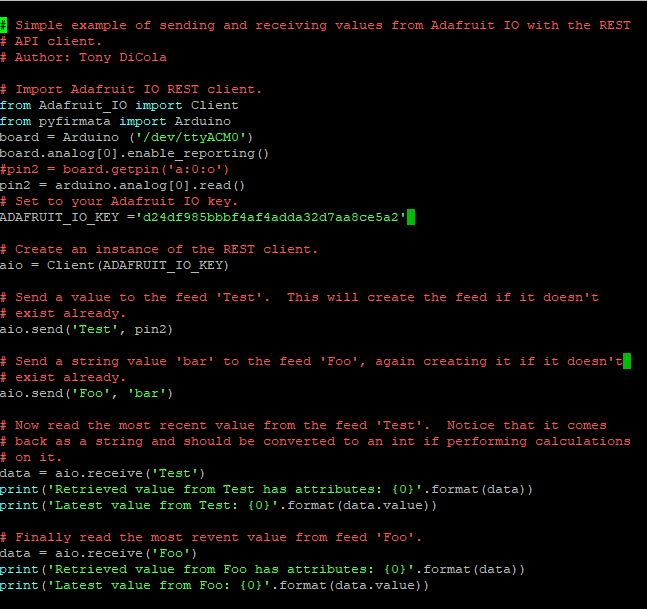 # Simple example of sending and receiving values from Adafruit IO with the REST
# API client.
# Author: Tony DiCola
# Import Adafruit IO REST client.
from Adafruit_IO import Client
from pyfirmata import Arduino
board = Arduino ('/dev/ttyACM0')
board.analog[0].enable_reporting()
#pin2 = board.getpin('a:0:o')
pin2 = arduino.analog[0].read()
# Set to your Adafruit IO key.
ADAFRUIT_IO_KEY ='d24df985bbbf4af4adda32d7aa8ce5a2'
# Create an instance of the REST client.
aio = Client(ADAFRUIT_IO_KEY)
# Send a value to the feed 'Test'.  This will create the feed if it doesn't
# exist already.
aio.send('Test', pin2)
# Send a string value 'bar' to the feed 'Foo', again creating it if it doesn't
# exist already.
aio.send('Foo', 'bar')
# Now read the most recent value from the feed 'Test'.  Notice that it comes
# back as a string and should be converted to an int if performing calculations
# on it.
data = aio.receive('Test')
print('Retrieved value from Test has attributes: {0}'.format(data))
print('Latest value from Test: {0}'.format(data.value))
# Finally read the most revent value from feed 'Foo'.
data = aio.receive('Foo')
print('Retrieved value from Foo has attributes: {0}'.format(data))
print('Latest value from Foo: {0}'.format(data.value))